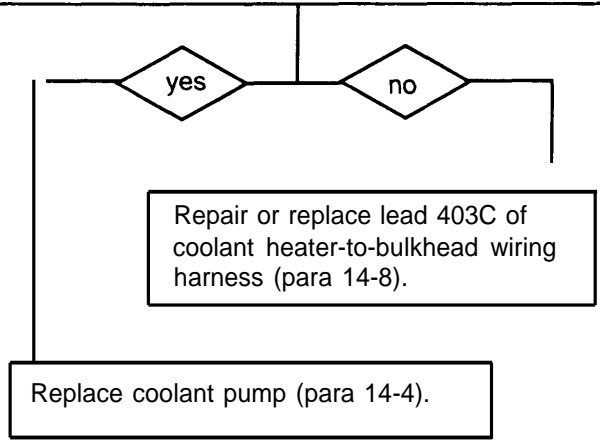 yes
no
Repair or replace lead 403C of
coolant heater-to-bulkhead wiring
harness (para 14-8).
Replace coolant pump (para 14-4).